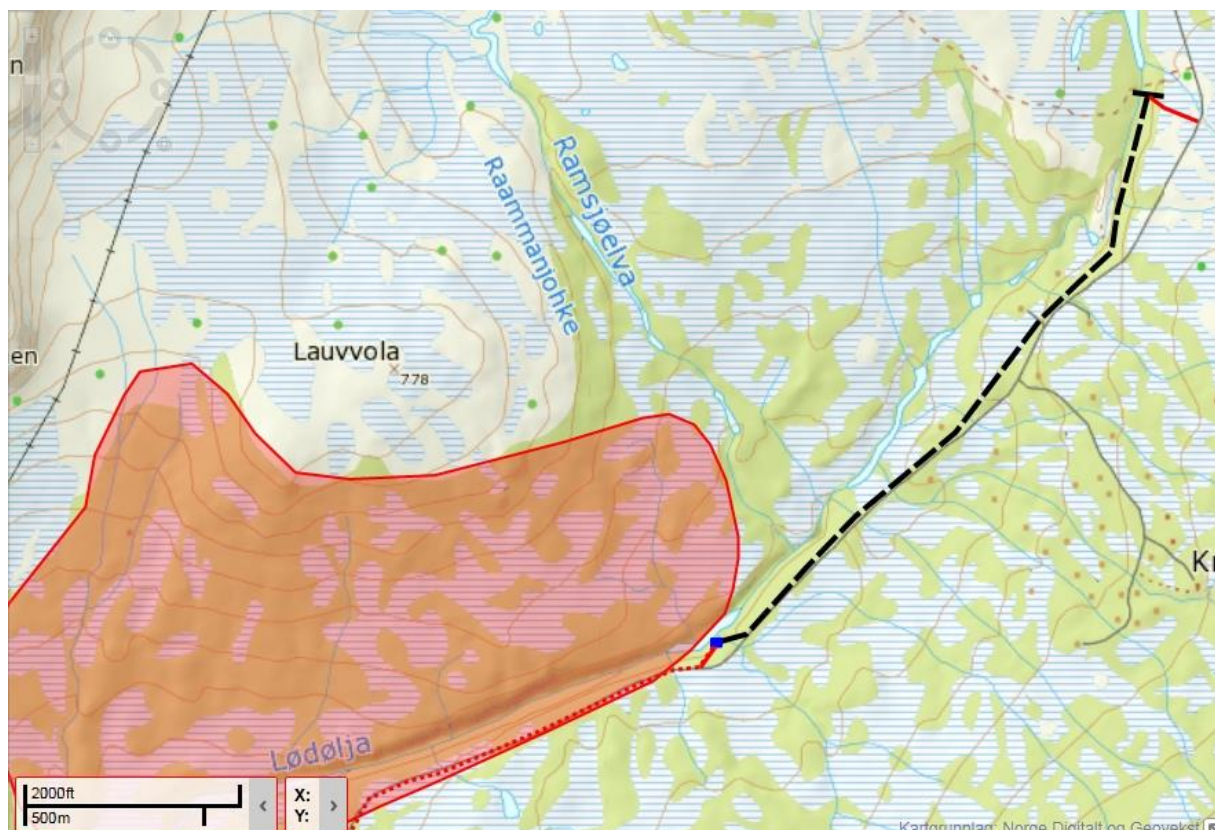 n
Raammanjohke
Ramsjøelva
en
Lauvvola
778
Kr
Lødølja
2000ft
500m
X:
Y:
Kartgrunnlag: Norge Digitalt og Geovekst